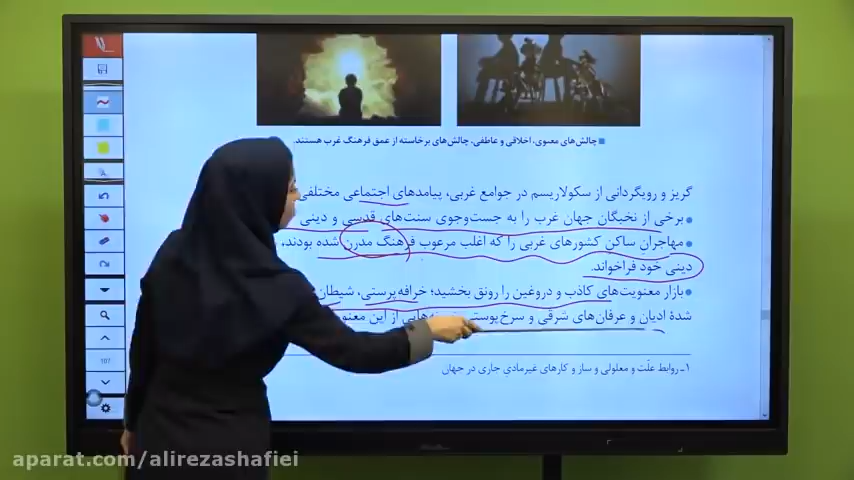 ■ چالش‌های معنوی، اخلاقی و عاطفی، چالش‌های برخاسته از عمق فرهنگ غرب هستند.
گریز و رویگردانی از سکولاریسم در جوامع غربی، پیامدهای اجتماعی مختلفی
● برخی از نخبگان جهان غرب را به جست‌وجوی سنت‌های قدسی و دینی
● مهاجران ساکن کشورهای غربی را که اغلب مرعوب فرهنگ مدرن شده بودند،
دینی خود فراخواند.
● بازار معنویت‌های کاذب و دروغین را رونق بخشید؛ خرافه‌پرستی، شیطان
شدهٔ ادیان و عرفان‌های شرقی و سرخ‌پوستی از این
۱ـ روابط علّت و معلولی و ساز و کارهای غیرمادیِ جاری در جهان
۱۰۷
aparat.com/alirezashafiei